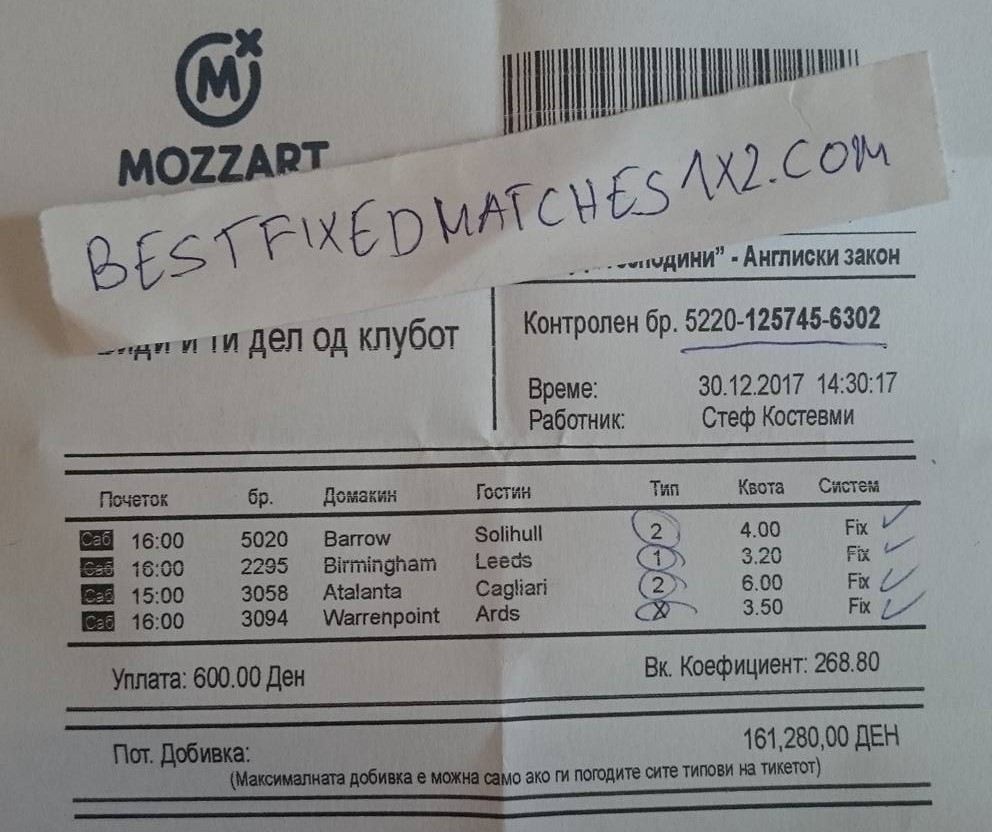 MOZZART
BESTFIXEDMATCHES1X2.COM
- Англиски закон
и ти дел од клубот
Контролен бр. 5220-125745-6302
Време: 30.12.2017 14:30:17
Работник: Стеф Костевми
Почеток бр. Домакин Гостин Тип Квота Систем
Саб 16:00 5020 Barrow Solihull 2 4.00 Fix
Саб 16:00 2295 Birmingham Leeds 1 3.20 Fix
Саб 15:00 3058 Atalanta Cagliari 2 6.00 Fix
Саб 16:00 3094 Warrenpoint Ards X 3.50 Fix
Уплата: 600.00 Ден Вк. Коефициент: 268.80
Пот. Добивка: 161,280,00 ДЕН
(Максималната добивка е можна само ако ги погодите сите типови на тикетот)